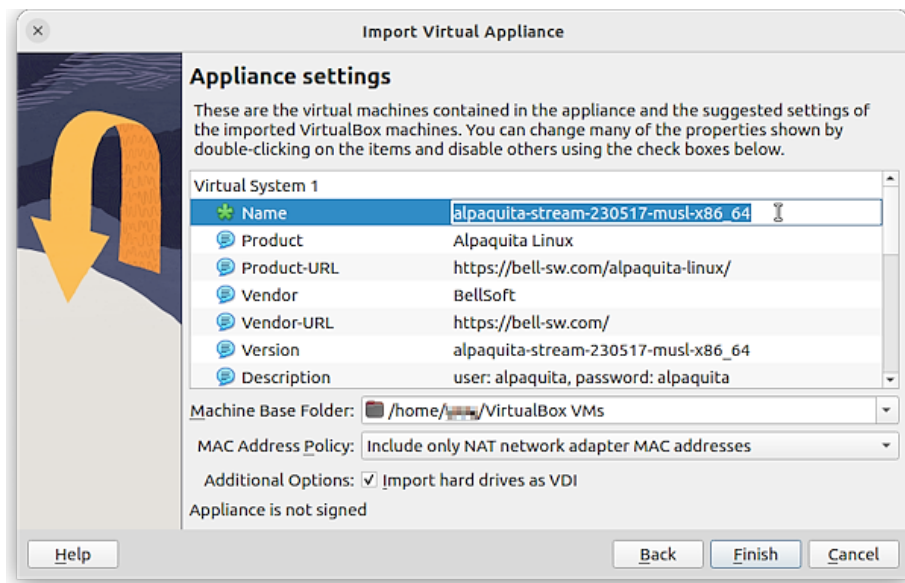 Import Virtual Appliance
Appliance settings
These are the virtual machines contained in the appliance and the suggested settings of
the imported VirtualBox machines. You can change many of the properties shown by
double-clicking on the items and disable others using the check boxes below.
Virtual System 1
Name alpaquita-stream-230517-musl-x86_64
Product Alpaquita Linux
Product-URL https://bell-sw.com/alpaquita-linux/
Vendor BellSoft
Vendor-URL https://bell-sw.com/
Version alpaquita-stream-230517-musl-x86_64
Description user: alpaquita, password: alpaquita
Machine Base Folder: /home/ /VirtualBox VMs
MAC Address Policy: Include only NAT network adapter MAC addresses
Additional Options: Import hard drives as VDI
Appliance is not signed
Help Back Finish Cancel